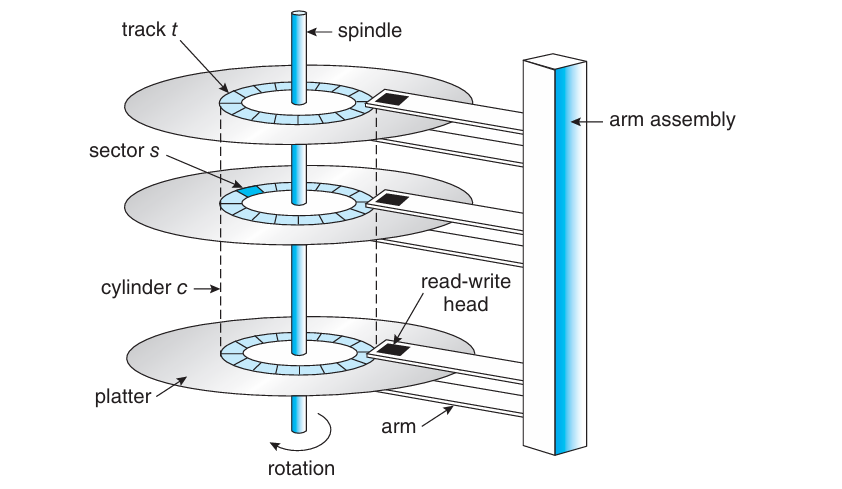 track t
spindle
arm assembly
sector s
cylinder c
read-write
head
platter
arm
rotation